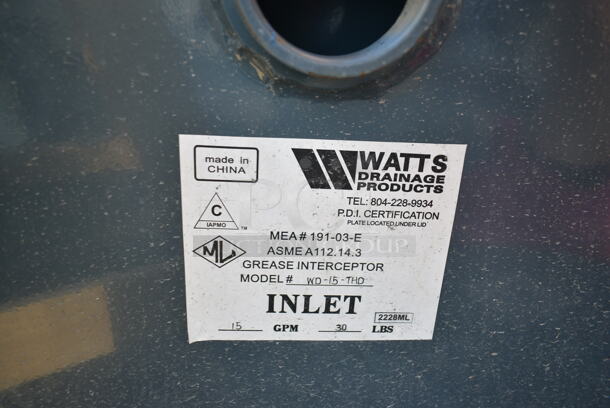 made in
CHINA
WATTS
DRAINAGE
PRODUCTS
TEL: 804-228-9934
P.D.I. CERTIFICATION
PLATE LOCATED UNDER LID
C
IAPMO
TM
ML
MEA # 191-03-E
ASME A112.14.3
GREASE INTERCEPTOR
MODEL# WD-15-THD
INLET
2228ML
15 GPM 30 LBS